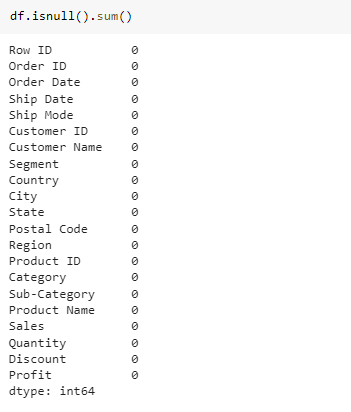 df.isnull().sum()
Row ID 0
Order ID 0
Order Date 0
Ship Date 0
Ship Mode 0
Customer ID 0
Customer Name 0
Segment 0
Country 0
City 0
State 0
Postal Code 0
Region 0
Product ID 0
Category 0
Sub-Category 0
Product Name 0
Sales 0
Quantity 0
Discount 0
Profit 0
dtype: int64